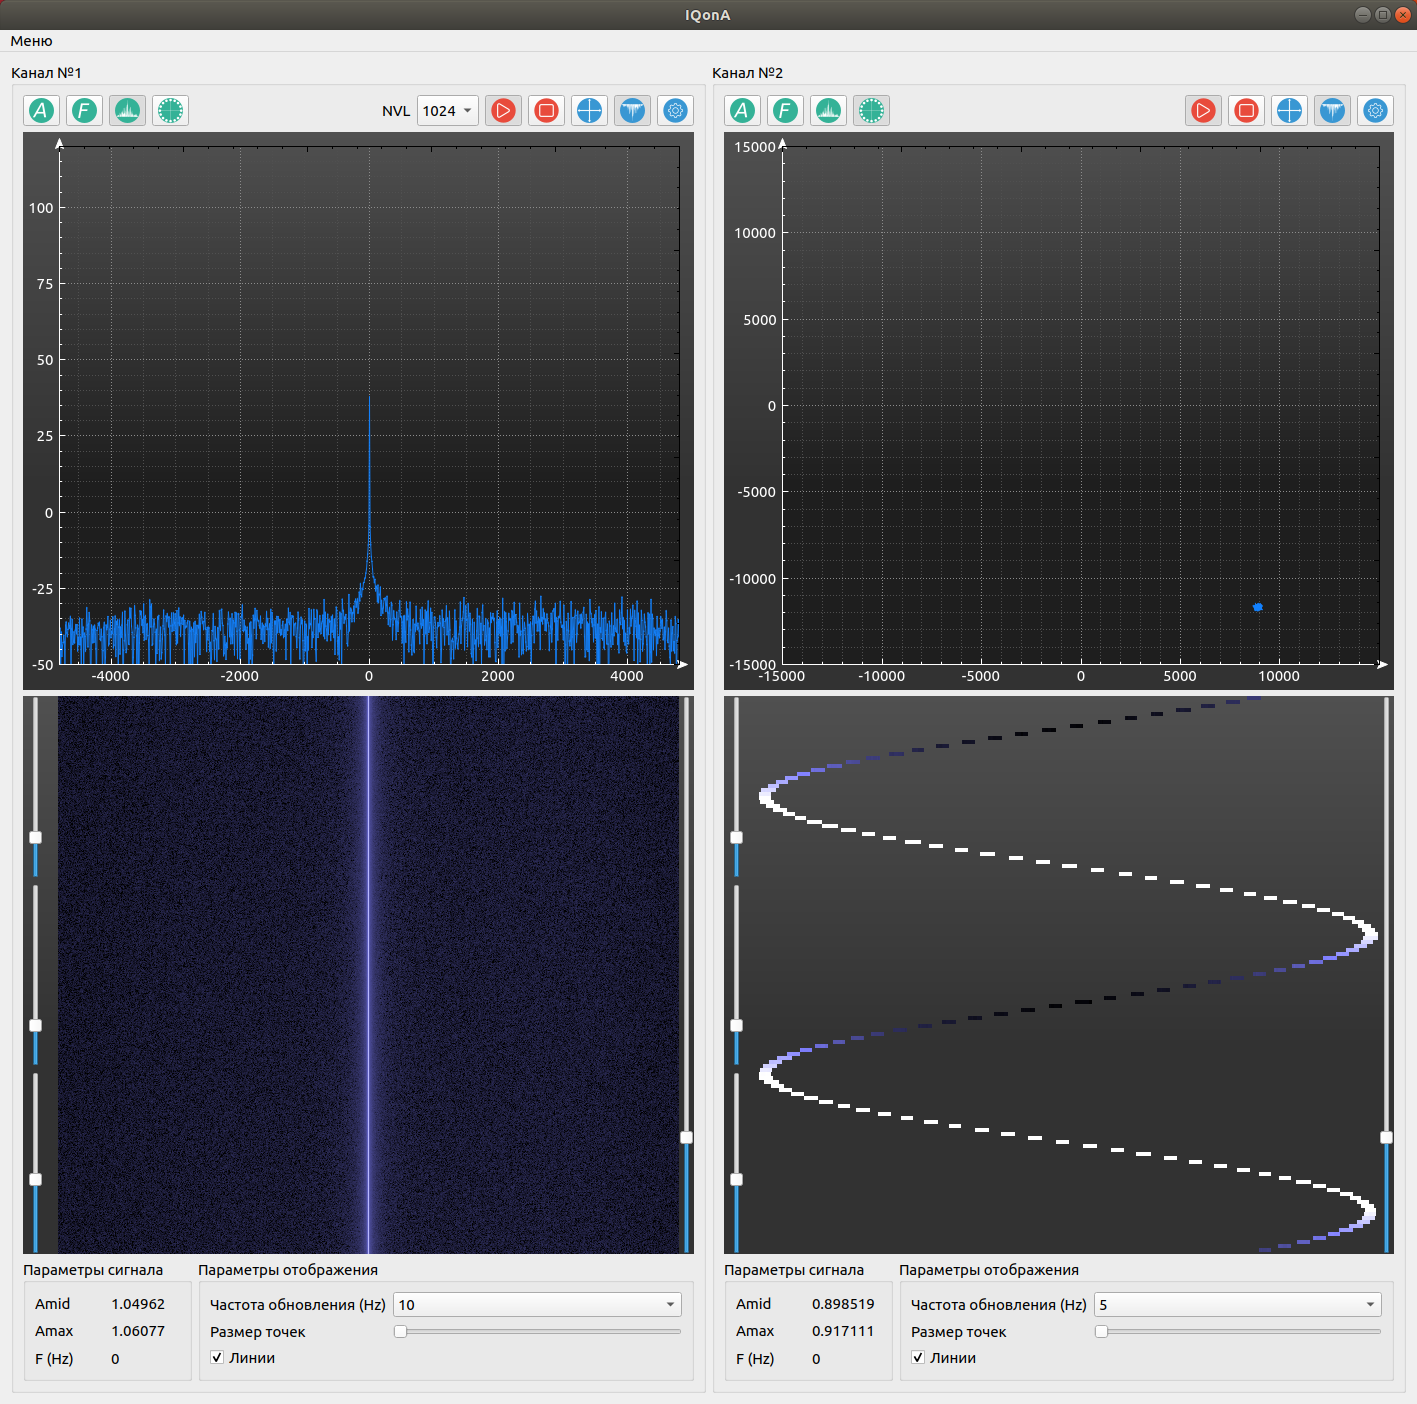 IQonA
Меню
Канал №1
A F NVL 1024
100
75
50
25
0
-25
-50
-4000 -2000 0 2000 4000
Параметры сигнала
Amid 1.04962
Amax 1.06077
F (Hz) 0
Параметры отображения
Частота обновления (Hz) 10
Размер точек
Линии
Канал №2
A F
15000
10000
5000
0
-5000
-10000
-15000
-15000 -10000 -5000 0 5000 10000
Параметры сигнала
Amid 0.898519
Amax 0.917111
F (Hz) 0
Параметры отображения
Частота обновления (Hz) 5
Размер точек
Линии